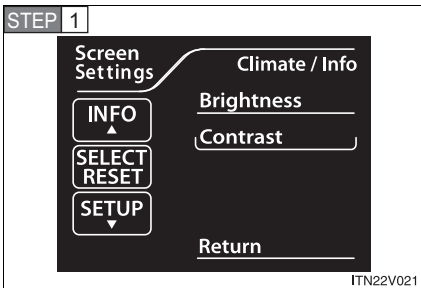 STEP 1
Screen
Settings
Climate / Info
INFO
SELECT
RESET
SETUP
Brightness
Contrast
Return
ITN22V021